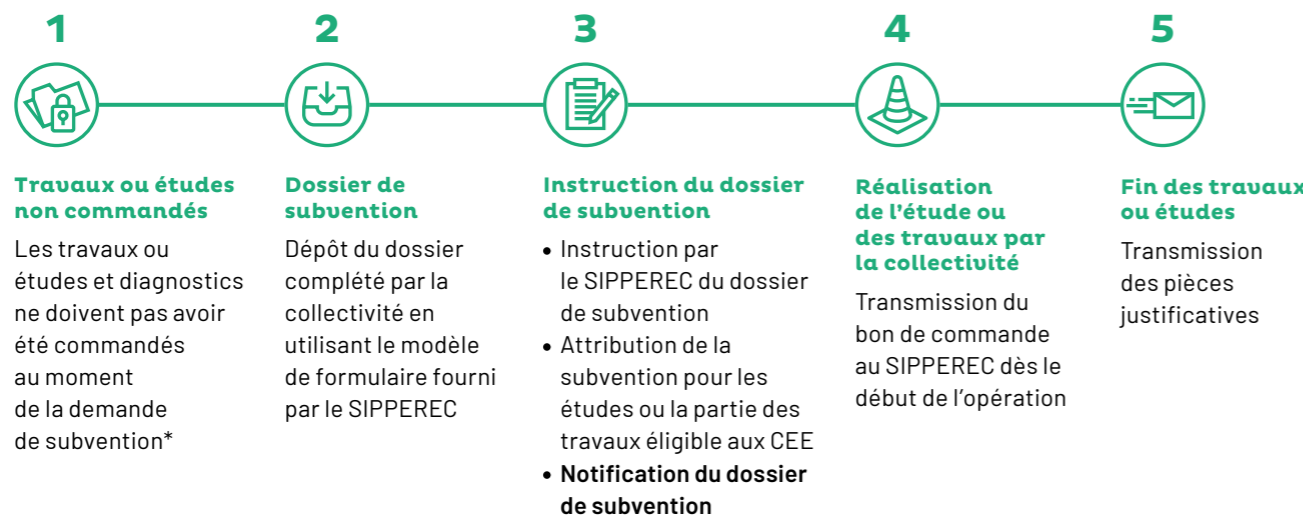 1
Travaux ou études
non commandés
Les travaux ou
études et diagnostics
ne doivent pas avoir
été commandés
au moment
de la demande
de subvention*
2
Dossier de
subvention
Dépôt du dossier
complété par la
collectivité en
utilisant le modèle
de formulaire fourni
par le SIPPEREC
3
Instruction du dossier
de subvention
• Instruction par
le SIPPEREC du dossier
de subvention
• Attribution de la
subvention pour les
études ou la partie des
travaux éligible aux CEE
• Notification du dossier
de subvention
4
Réalisation
de l'étude ou
des travaux par
la collectivité
Transmission du
bon de commande
au SIPPEREC dès le
début de l'opération
5
Fin des travaux
ou études
Transmission
des pièces
justificatives